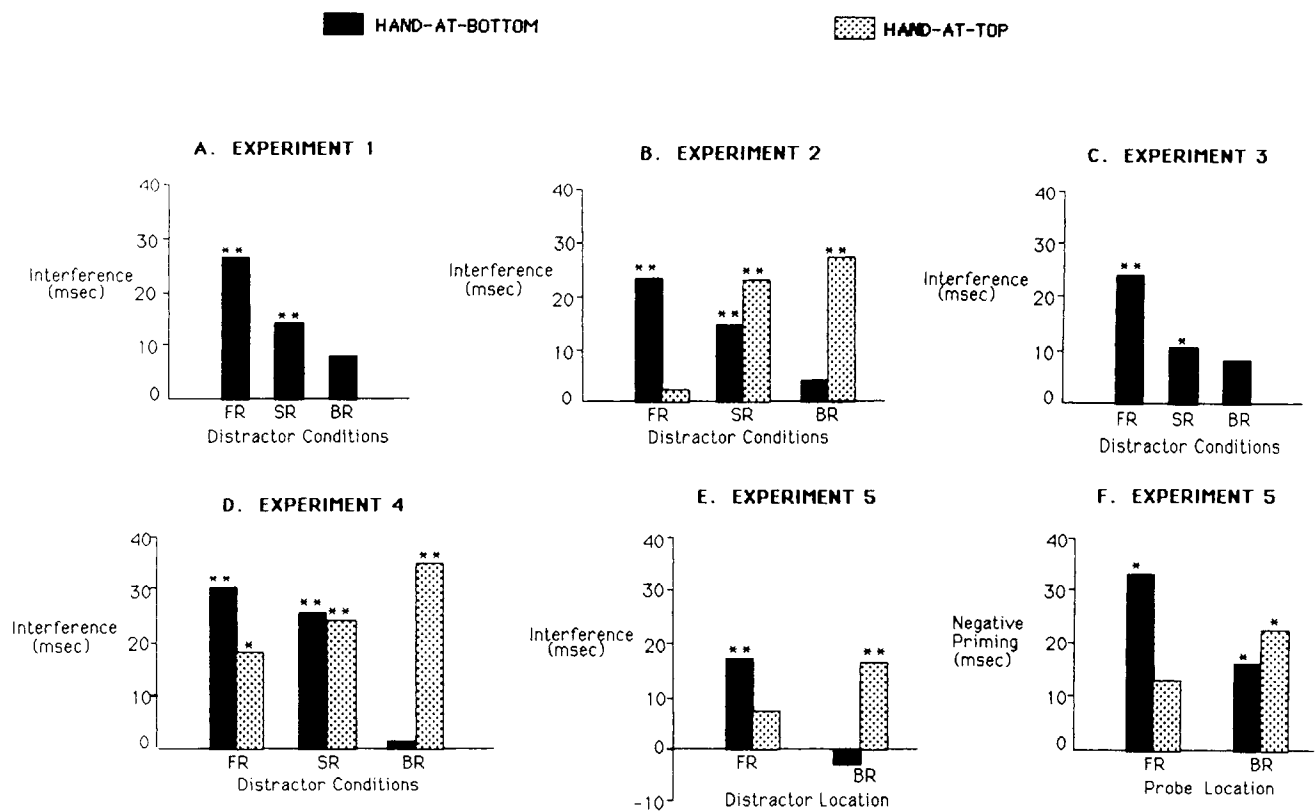 HAND-AT-BOTTOM
HAND-AT-TOP
A. EXPERIMENT 1
40
30
20
10
0
Interference
(msec)
**
**
FR SR BR
Distractor Conditions
B. EXPERIMENT 2
40
30
20
10
0
Interference
(msec)
**
**
**
**
FR SR BR
Distractor Conditions
C. EXPERIMENT 3
40
30
20
10
0
Interference
(msec)
**
*
FR SR BR
Distractor Conditions
D. EXPERIMENT 4
40
30
20
10
0
Interference
(msec)
**
*
**
**
**
FR SR BR
Distractor Conditions
E. EXPERIMENT 5
40
30
20
10
0
-10
Interference
(msec)
**
**
FR BR
Distractor Location
F. EXPERIMENT 5
40
30
20
10
0
Negative
Priming
(msec)
*
*
*
FR BR
Probe Location